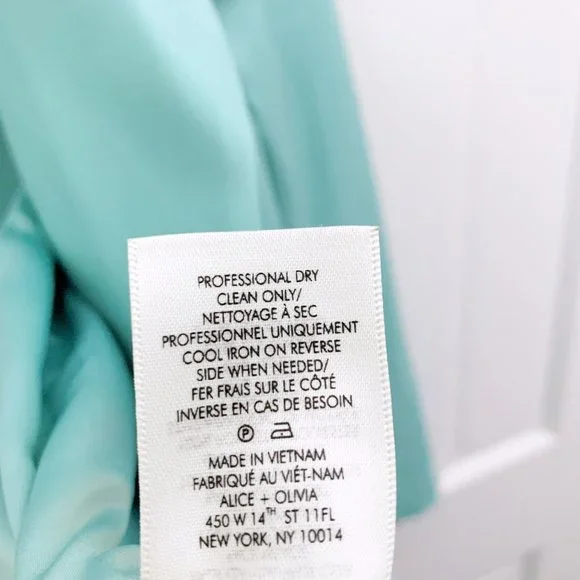 PROFESSIONAL DRY
CLEAN ONLY/
NETTOYAGE À SEC
PROFESSIONNEL UNIQUEMENT
COOL IRON ON REVERSE
SIDE WHEN NEEDED/
FER FRAIS SUR LE CÔTÉ
INVERSE EN CAS DE BESOIN
P
MADE IN VIETNAM
FABRIQUÉ AU VIÊT-NAM
ALICE + OLIVIA
450 W 14TH ST 11FL
NEW YORK, NY 10014